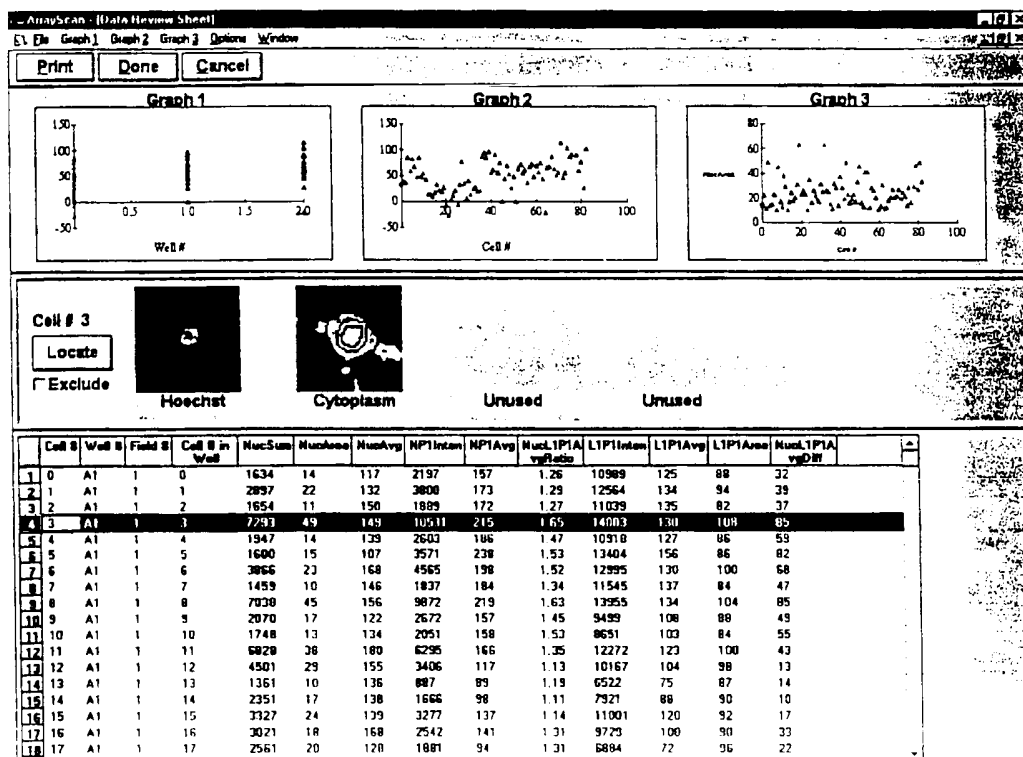 ArrayScan - [Data Review Sheet]
File Graph 1 Graph 2 Graph 3 Options Window
Print Done Cancel
Graph 1 Graph 2 Graph 3
150 100 50 0 -50
0.5 1.0 1.5 2.0
Well #
150 100 50 0 -50
20 40 60 80 100
Cell #
80 60 40 20 0
0 20 40 60 80 100
Cell # 3
Locate
Exclude
Hoechst Cytoplasm Unused Unused
Cell # Well # Field # Cell # in Well NucSum NucArea NucAvg NP1Inten NP1Avg NucL1P1AvgRatio L1P1Inten L1P1Avg L1P1Area NucL1P1AvgDiff
1 0 A1 1 0 1634 14 117 2197 157 1.26 10989 125 88 32
2 1 A1 1 1 2897 22 132 3808 173 1.29 12564 134 94 39
3 2 A1 1 2 1654 11 150 1889 172 1.27 11039 135 82 37
4 3 A1 1 3 7293 49 149 10531 215 1.65 14003 130 108 85
5 4 A1 1 4 1947 14 139 2603 186 1.47 10918 127 86 59
6 5 A1 1 5 1600 15 107 3571 238 1.53 13404 156 86 82
7 6 A1 1 6 3866 23 168 4565 198 1.52 12995 130 100 68
8 7 A1 1 7 1459 10 146 1837 184 1.34 11545 137 84 47
9 8 A1 1 8 7038 45 156 9872 219 1.63 13955 134 104 85
10 9 A1 1 9 2070 17 122 2672 157 1.45 9499 108 88 49
11 10 A1 1 10 1748 13 134 2051 158 1.53 8651 103 84 55
12 11 A1 1 11 6828 38 180 6295 166 1.35 12272 123 100 43
13 12 A1 1 12 4501 29 155 3406 117 1.13 10167 104 98 13
14 13 A1 1 13 1361 10 136 887 89 1.19 6522 75 87 14
15 14 A1 1 14 2351 17 138 1666 98 1.11 7921 88 90 10
16 15 A1 1 15 3327 24 139 3277 137 1.14 11001 120 92 17
17 16 A1 1 16 3021 18 168 2542 141 1.31 9729 108 90 33
18 17 A1 1 17 2561 20 128 1881 94 1.31 6884 72 96 22